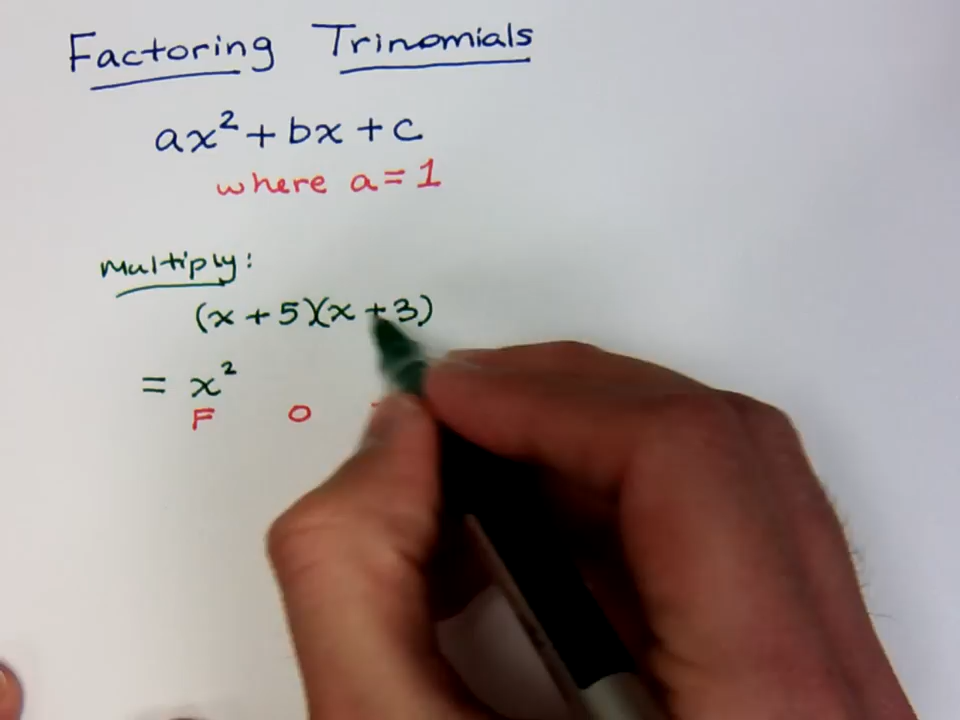 Factoring Trinomials
ax² + bx + c
where a = 1
Multiply:
(x + 5)(x + 3)
= x²
F O